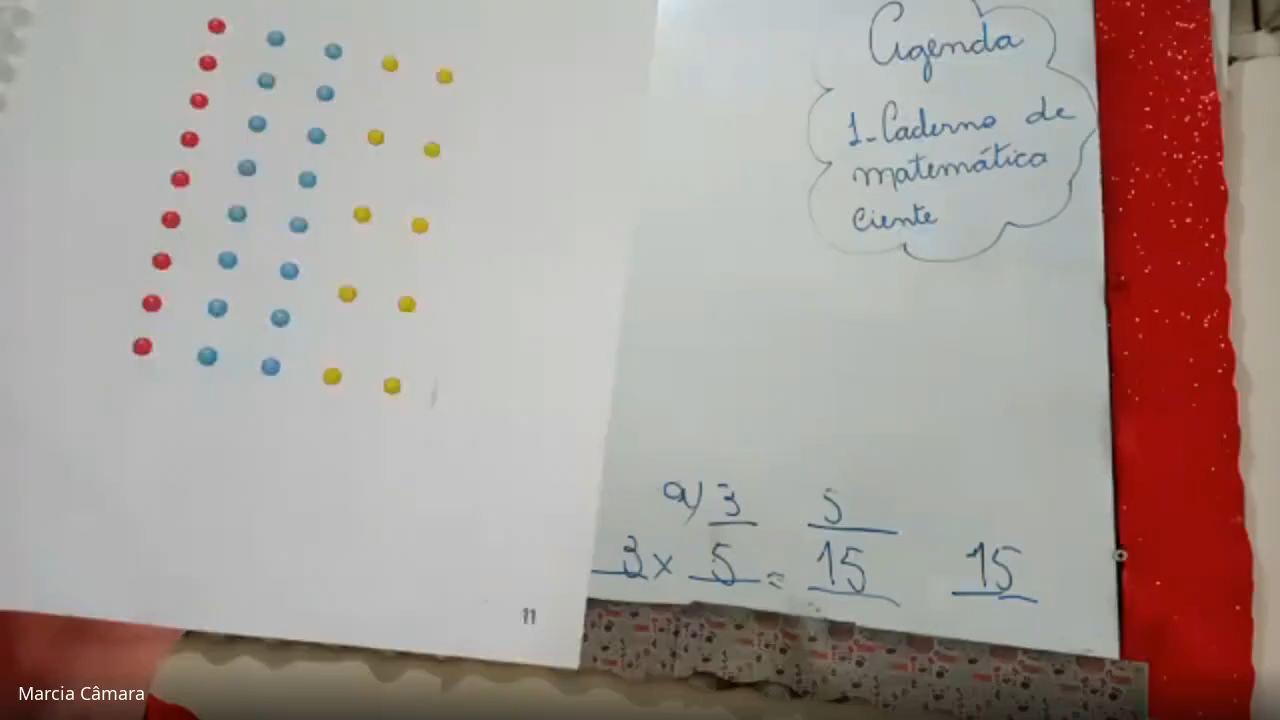 Agenda
1-Caderno de
matemática
Ciente
a) 3 5
3 x 5 = 15 15
11
Marcia Câmara